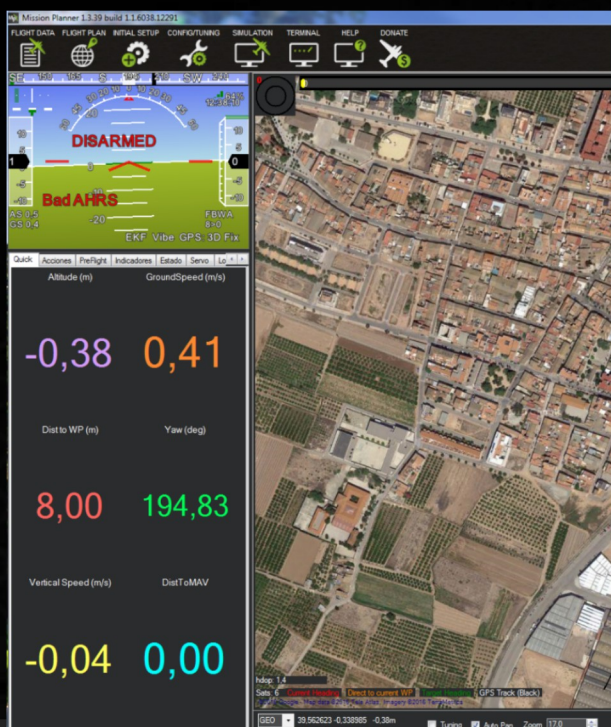 Mission Planner 1.3.39 build 1.1.6038.12291
FLIGHT DATA FLIGHT PLAN INITIAL SETUP CONFIG/TUNING SIMULATION TERMINAL HELP DONATE
DISARMED
Bad AHRS
AS 0,5
GS 0,4
FBWA
8>0
EKF Vibe GPS: 3D Fix
Quick Acciones PreFlight Indicadores Estado Servo Lo
Altitude (m) GroundSpeed (m/s)
-0,38 0,41
Dist to WP (m) Yaw (deg)
8,00 194,83
Vertical Speed (m/s) DistToMAV
-0,04 0,00
hdop: 1.4
Sats: 6 Current Heading Direct to current WP Target Heading GPS Track (Black)
GEO 39,562623 -0,338985 -0,38m Tuning Auto Pan Zoom 17,0